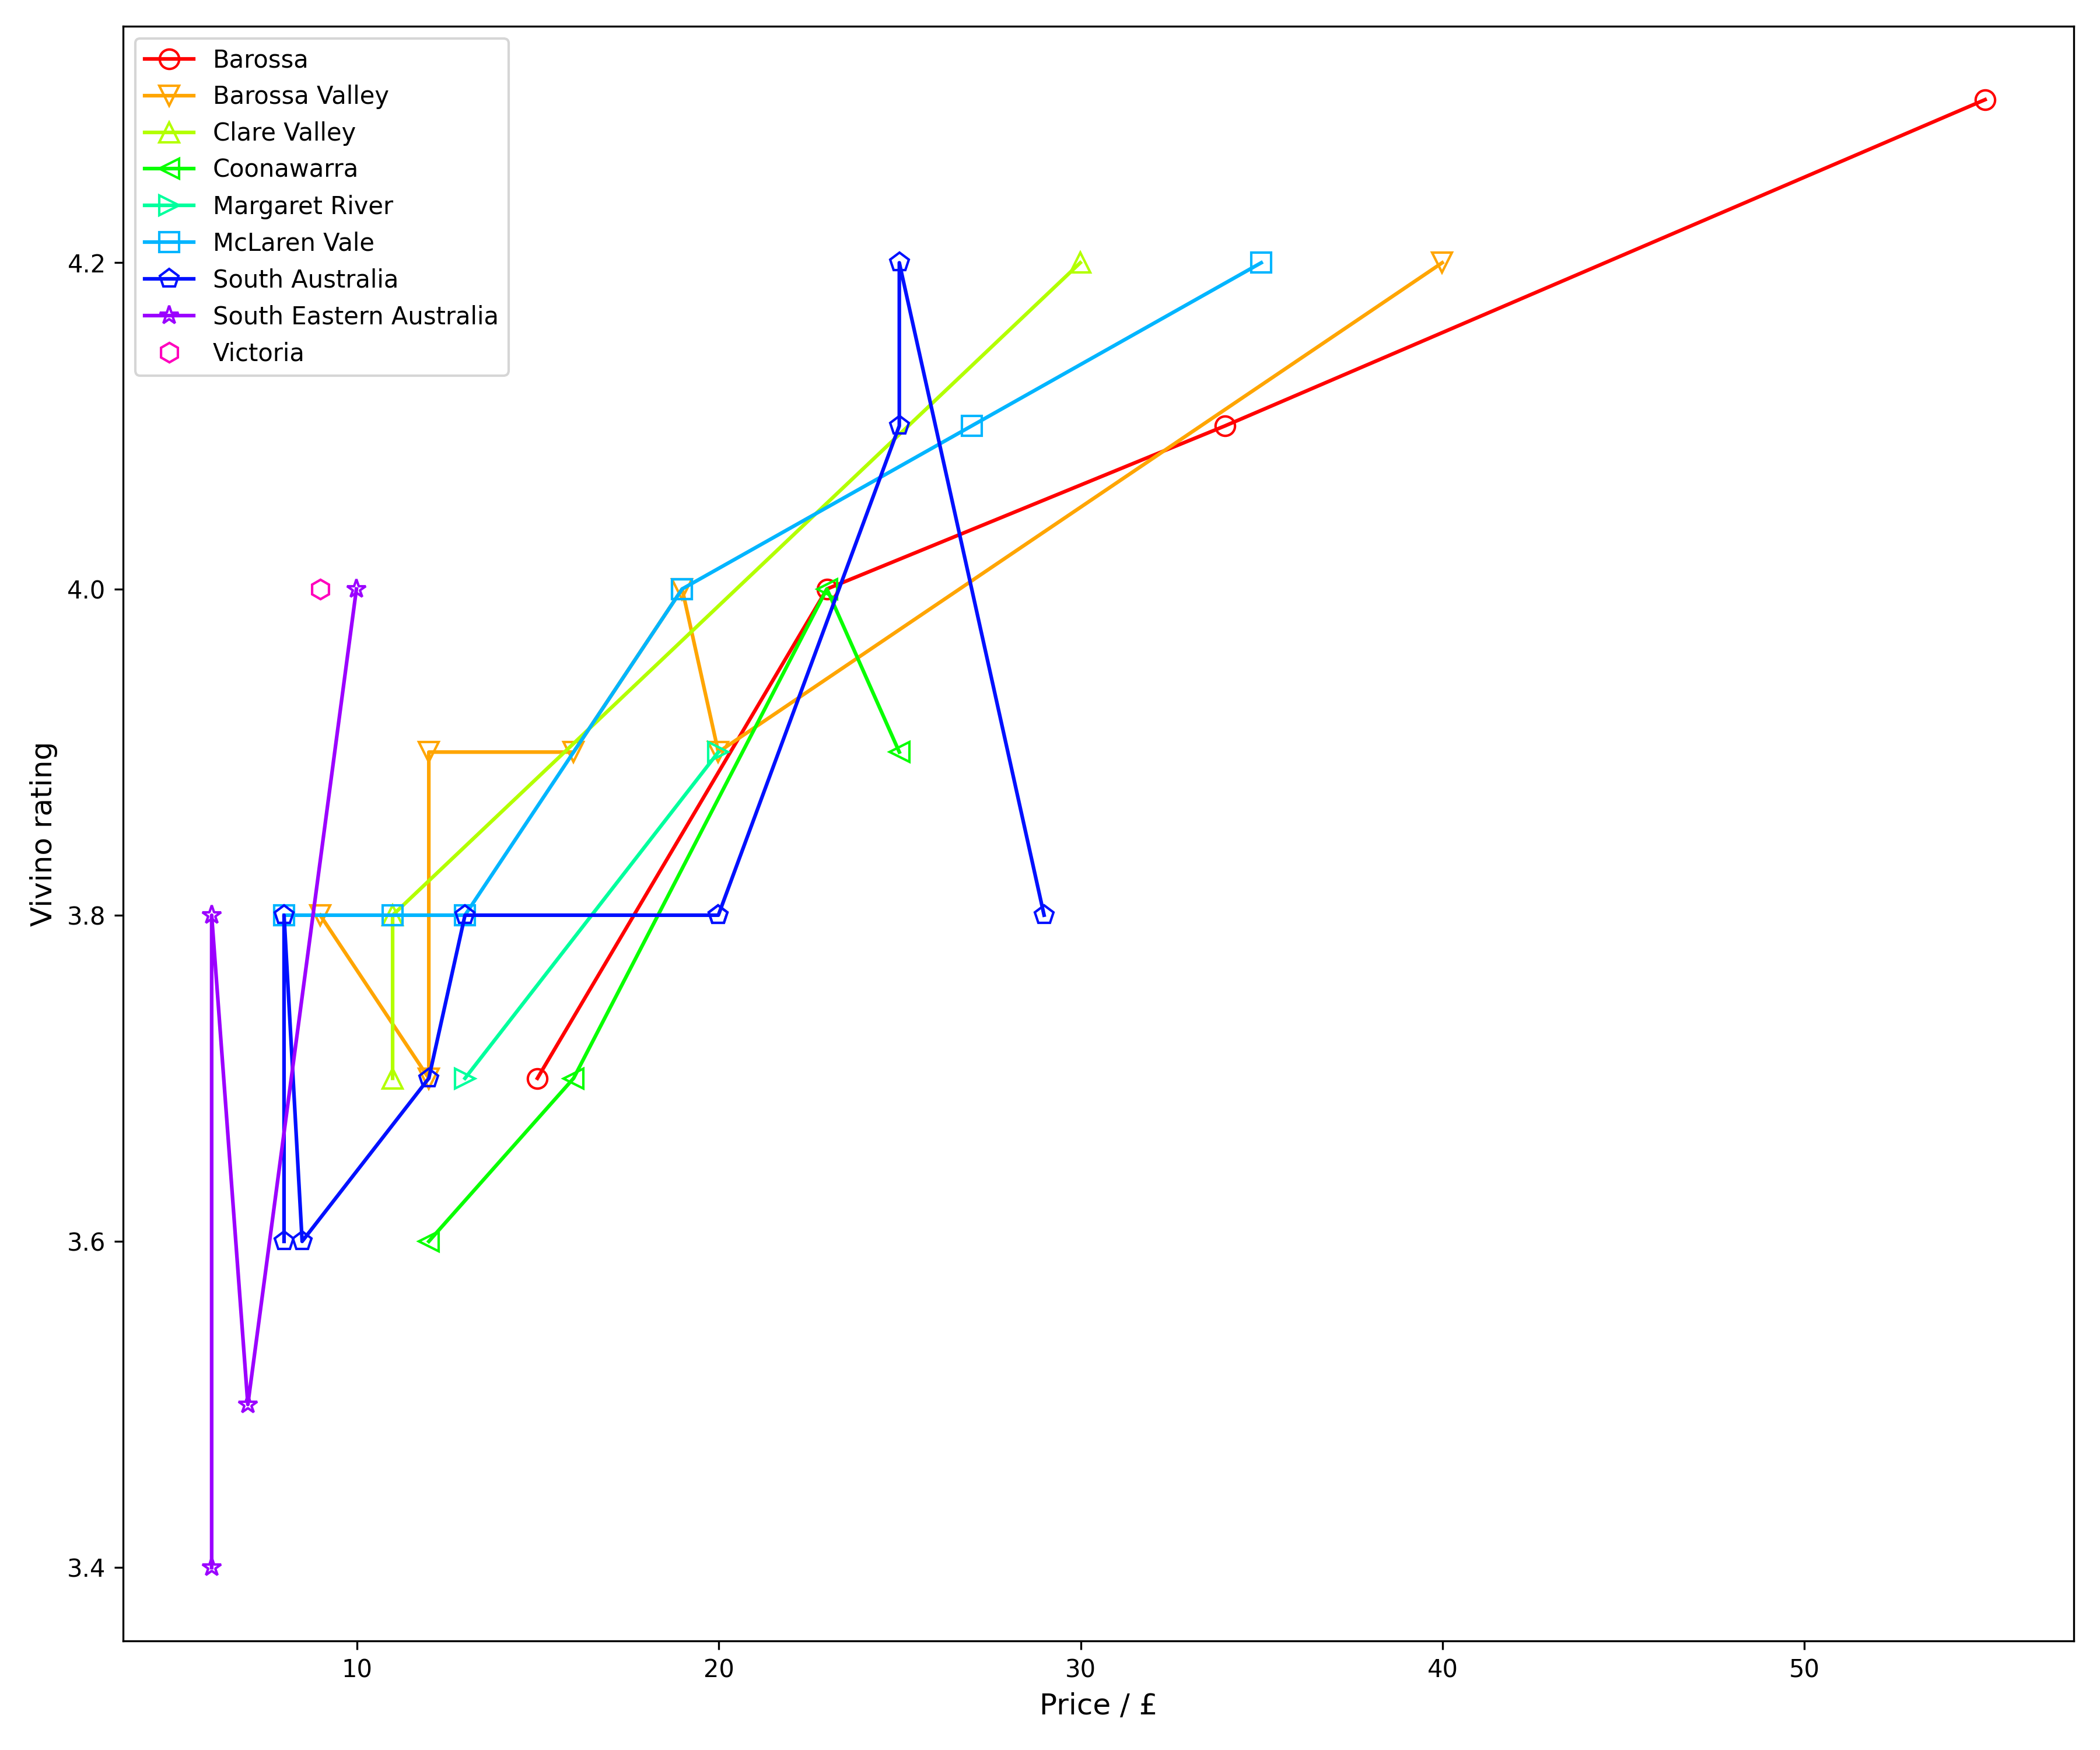 Barossa
Barossa Valley
Clare Valley
Coonawarra
Margaret River
McLaren Vale
South Australia
South Eastern Australia
Victoria
4.2
4.0
3.8
3.6
3.4
Vivino rating
10 20 30 40 50
Price / £